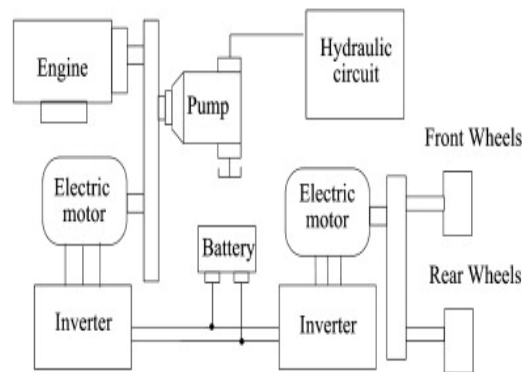 Engine
Pump
Hydraulic
circuit
Front Wheels
Electric
motor
Electric
motor
Battery
Rear Wheels
Inverter
Inverter